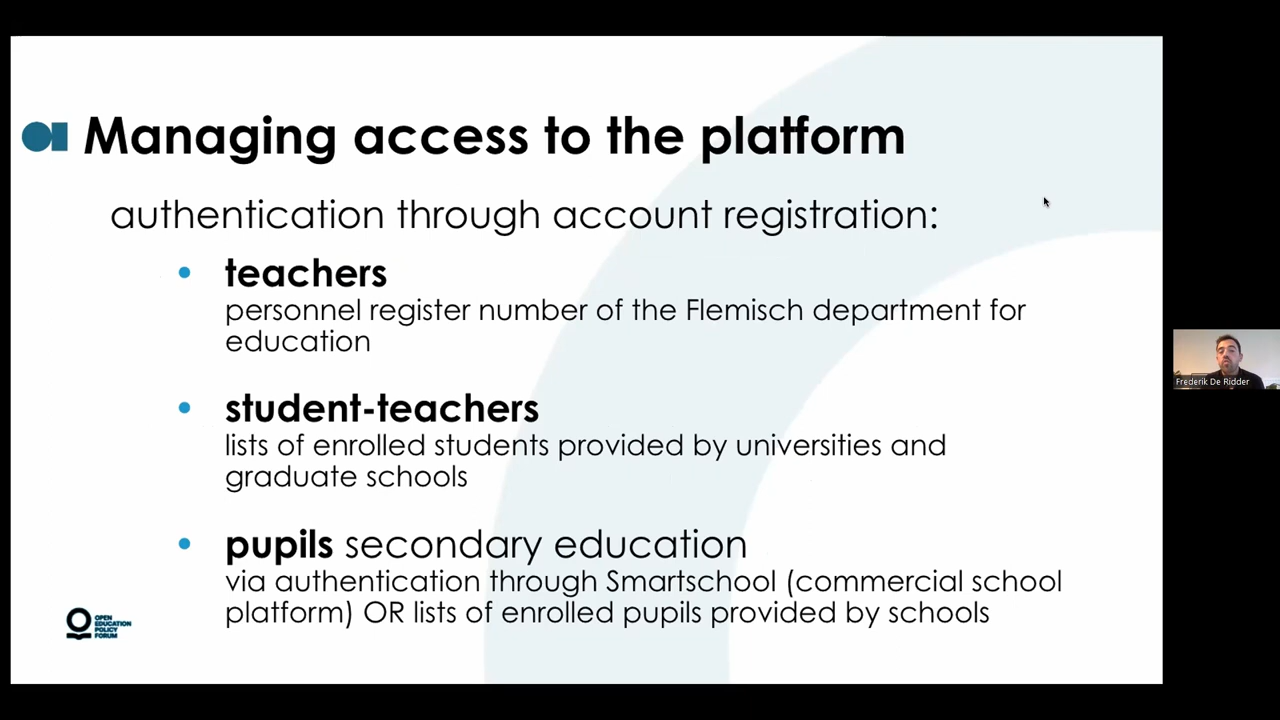 Managing access to the platform
authentication through account registration:
• teachers
personnel register number of the Flemisch department for
education
• student-teachers
lists of enrolled students provided by universities and
graduate schools
• pupils secondary education
via authentication through Smartschool (commercial school
platform) OR lists of enrolled pupils provided by schools
OPEN
EDUCATION
POLICY
FORUM
Frederik De Ridder